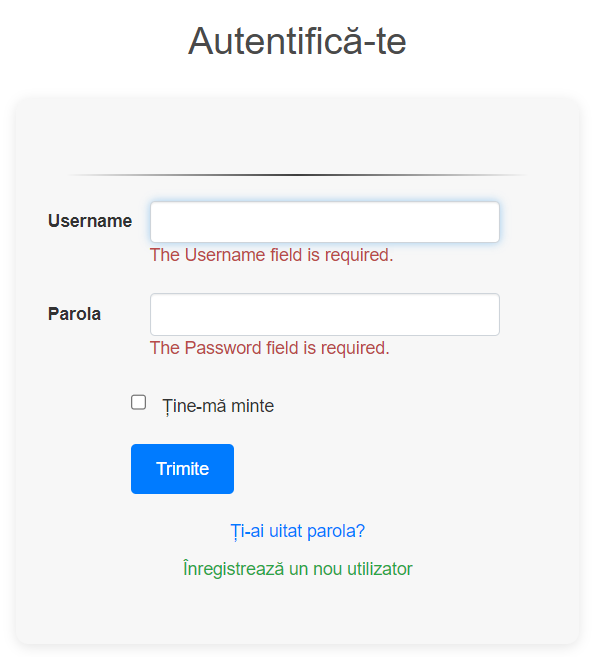 Autentifică-te
Username
The Username field is required.
Parola
The Password field is required.
Ține-mă minte
Trimite
Ți-ai uitat parola?
Înregistrează un nou utilizator